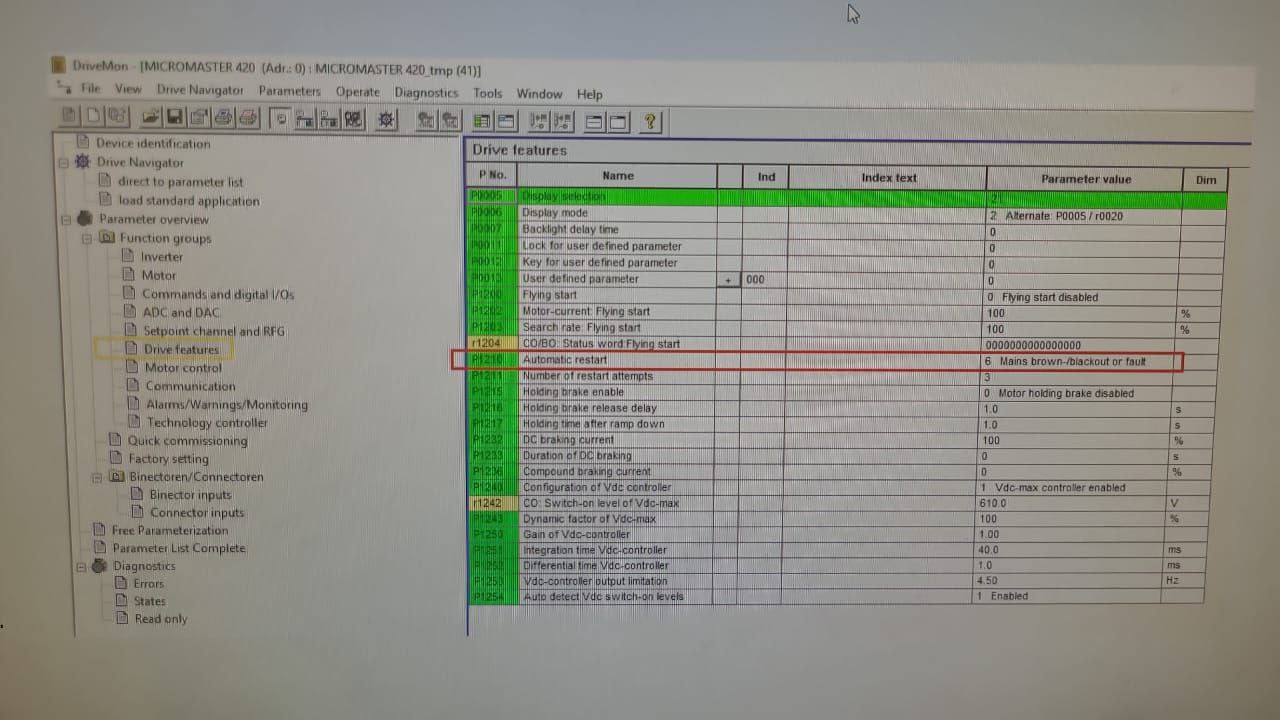 DriveMon - [MICROMASTER 420 (Adr.: 0) : MICROMASTER 420_tmp (41)]
File View Drive Navigator Parameters Operate Diagnostics Tools Window Help
Device identification
Drive Navigator
direct to parameter list
load standard application
Parameter overview
Function groups
Inverter
Motor
Commands and digital I/Os
ADC and DAC
Setpoint channel and RFG
Drive features
Motor control
Communication
Alarms/Warnings/Monitoring
Technology controller
Quick commissioning
Factory setting
Binectoren/Connectoren
Binector inputs
Connector inputs
Free Parameterization
Parameter List Complete
Diagnostics
Errors
States
Read only
Drive features
P No. Name Ind Index text Parameter value Dim
P0005 Display selection 21
P0006 Display mode 2 Alternate: P0005 / r0020
P0007 Backlight delay time 0
P0011 Lock for user defined parameter 0
P0012 Key for user defined parameter 0
P0013 User defined parameter + 000 0
P1200 Flying start 0 Flying start disabled
P1202 Motor-current: Flying start 100 %
P1203 Search rate: Flying start 100 %
r1204 CO/BO: Status word Flying start 0000000000000000
P1210 Automatic restart 6 Mains brown-/blackout or fault
P1211 Number of restart attempts 3
P1215 Holding brake enable 0 Motor holding brake disabled
P1216 Holding brake release delay 1.0 s
P1217 Holding time after ramp down 1.0 s
P1232 DC braking current 100 %
P1233 Duration of DC braking 0 s
P1236 Compound braking current 0 %
P1240 Configuration of Vdc controller 1 Vdc-max controller enabled
r1242 CO: Switch-on level of Vdc-max 610.0 V
P1243 Dynamic factor of Vdc-max 100 %
P1250 Gain of Vdc-controller 1.00
P1251 Integration time Vdc-controller 40.0 ms
P1252 Differential time Vdc-controller 1.0 ms
P1253 Vdc-controller output limitation 4.50 Hz
P1254 Auto detect Vdc switch-on levels 1 Enabled